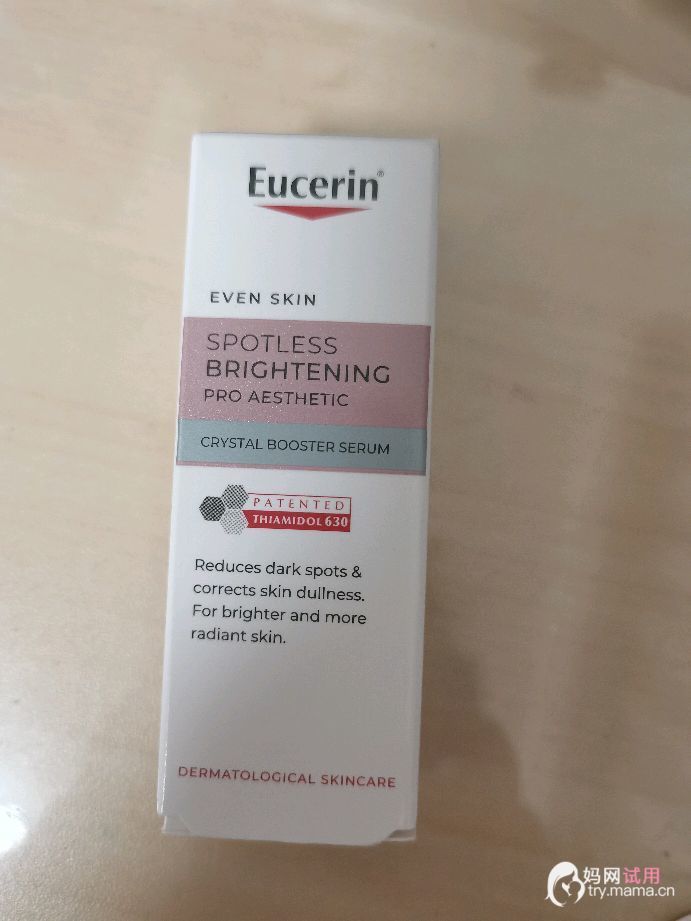 Eucerin®
EVEN SKIN
SPOTLESS
BRIGHTENING
PRO AESTHETIC
CRYSTAL BOOSTER SERUM
PATENTED
THIAMIDOL 630
Reduces dark spots &
corrects skin dullness.
For brighter and more
radiant skin.
DERMATOLOGICAL SKINCARE
妈网试用
try.mama.cn